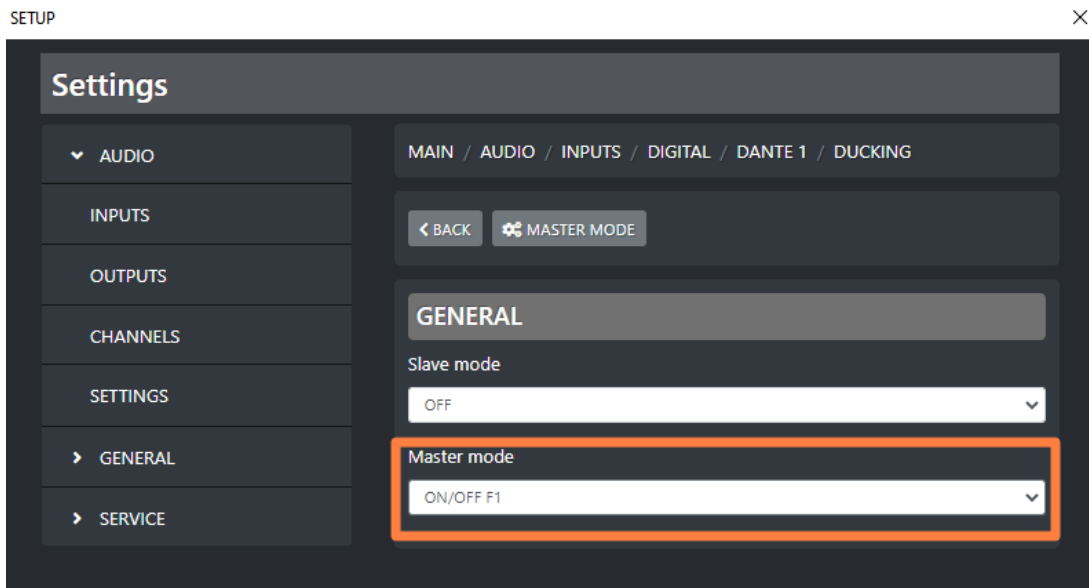 SETUP
Settings
AUDIO
INPUTS
OUTPUTS
CHANNELS
SETTINGS
GENERAL
SERVICE
MAIN / AUDIO / INPUTS / DIGITAL / DANTE 1 / DUCKING
BACK MASTER MODE
GENERAL
Slave mode
OFF
Master mode
ON/OFF F1